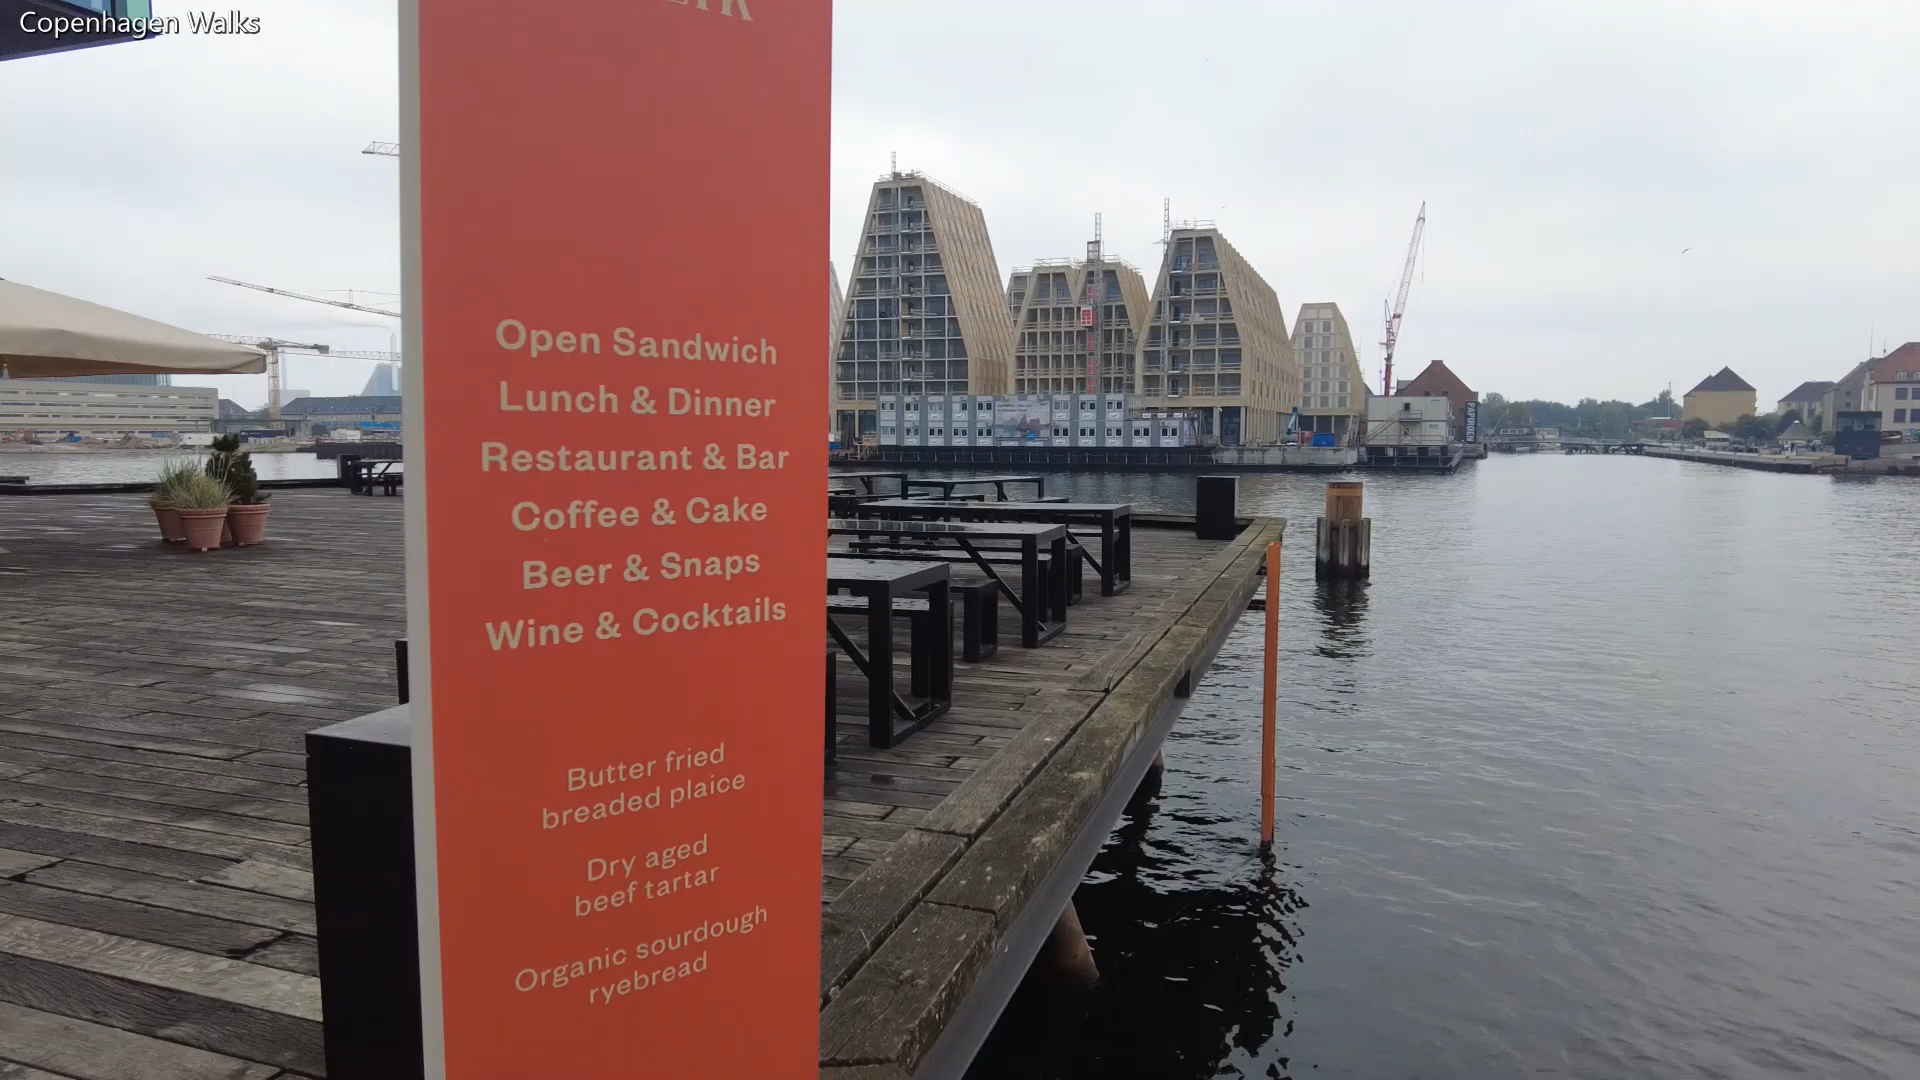 Copenhagen Walks
Open Sandwich
Lunch & Dinner
Restaurant & Bar
Coffee & Cake
Beer & Snaps
Wine & Cocktails
Butter fried
breaded plaice
Dry aged
beef tartar
Organic sourdough
ryebread
PAPIRØEN